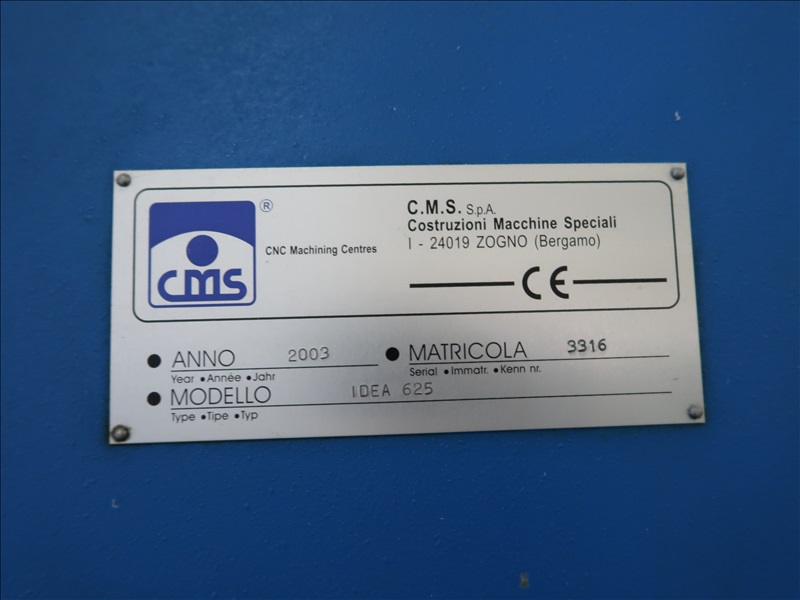 C.M.S. S.p.A.
Costruzioni Macchine Speciali
I - 24019 ZOGNO (Bergamo)
cms ®
CNC Machining Centres
CE
● ANNO 2003 ● MATRICOLA 3316
Year ●Année ●Jahr Serial ●Immatr. ●Kenn nr.
● MODELLO IDEA 625
Type ●Tipe ●Typ